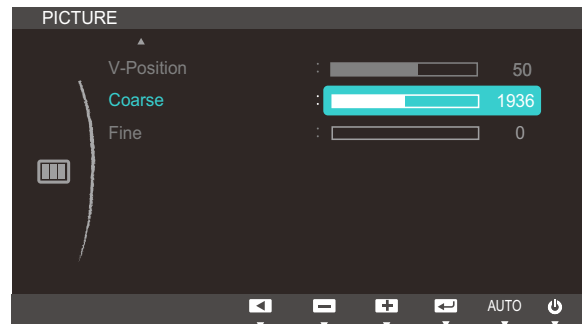 PICTURE
V-Position : 50
Coarse : 1936
Fine : 0
AUTO